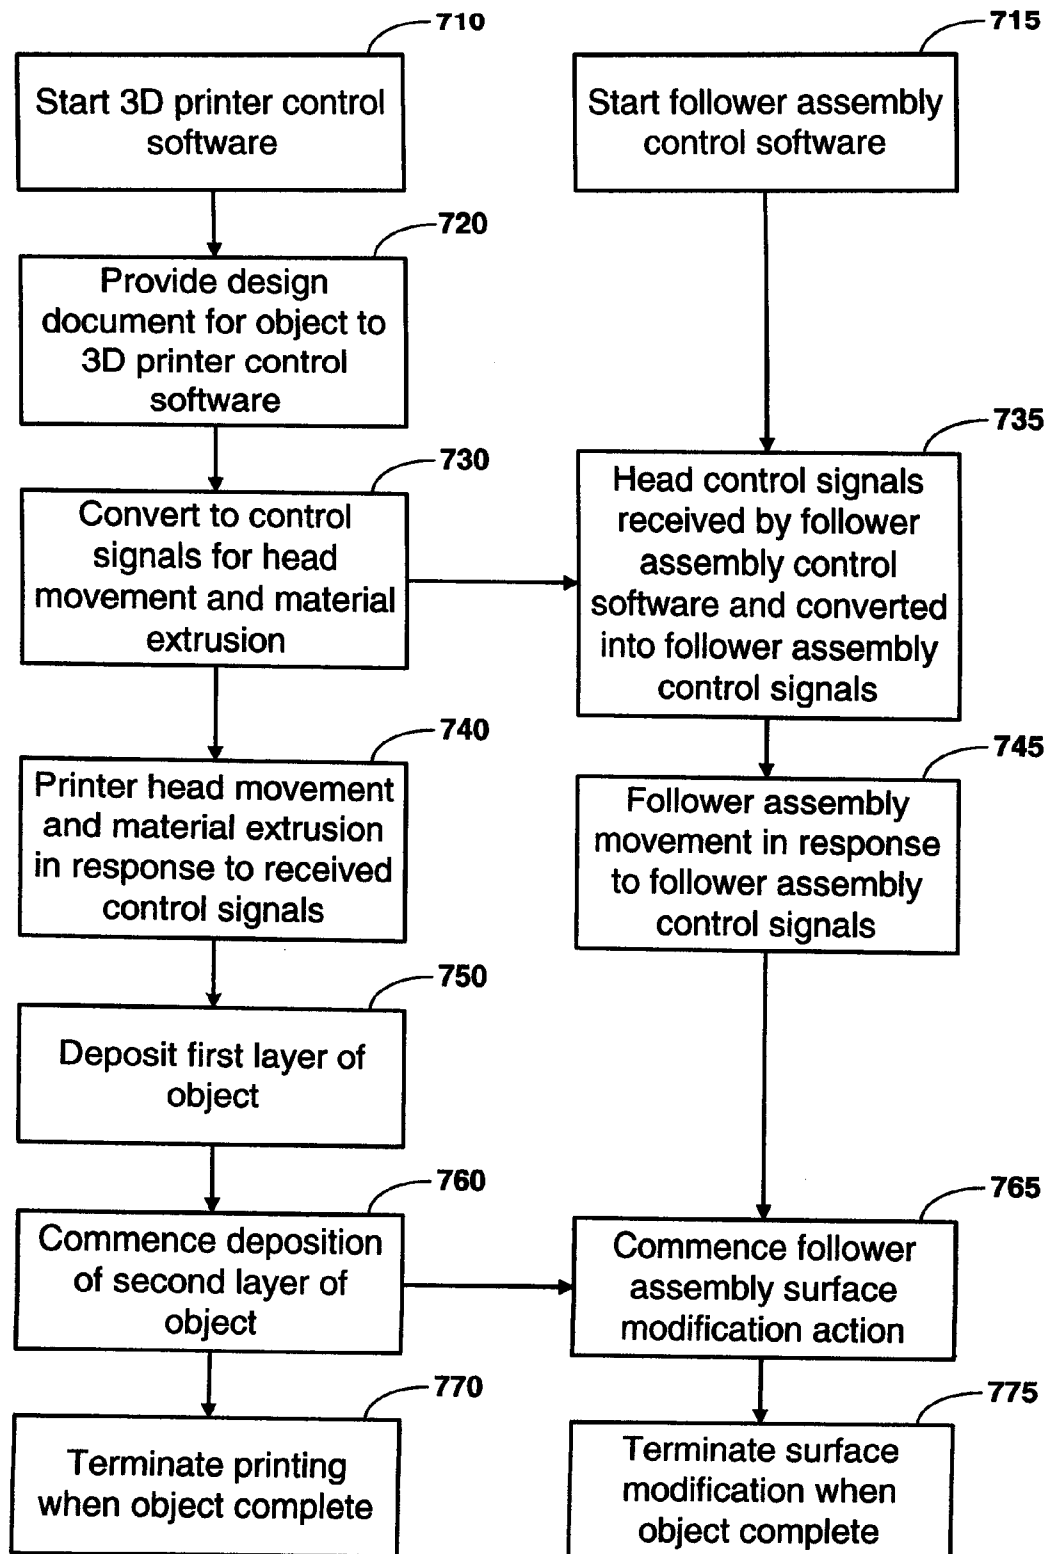 710
Start 3D printer control
software
715
Start follower assembly
control software
720
Provide design
document for object to
3D printer control
software
730
Convert to control
signals for head
movement and material
extrusion
735
Head control signals
received by follower
assembly control
software and converted
into follower assembly
control signals
740
Printer head movement
and material extrusion
in response to received
control signals
745
Follower assembly
movement in response
to follower assembly
control signals
750
Deposit first layer of
object
760
Commence deposition
of second layer of
object
765
Commence follower
assembly surface
modification action
770
Terminate printing
when object complete
775
Terminate surface
modification when
object complete